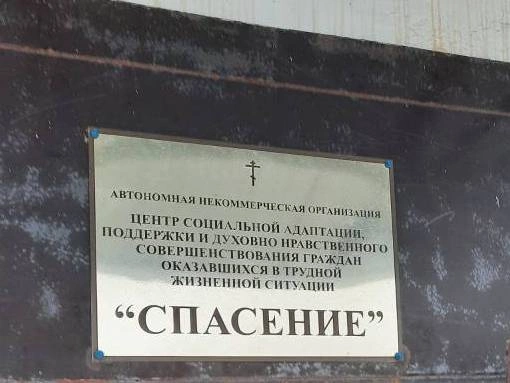 АВТОНОМНАЯ НЕКОММЕРЧЕСКАЯ ОРГАНИЗАЦИЯ
ЦЕНТР СОЦИАЛЬНОЙ АДАПТАЦИИ,
ПОДДЕРЖКИ И ДУХОВНО НРАВСТВЕННОГО
СОВЕРШЕНСТВОВАНИЯ ГРАЖДАН
ОКАЗАВШИХСЯ В ТРУДНОЙ
ЖИЗНЕННОЙ СИТУАЦИИ
“СПАСЕНИЕ”